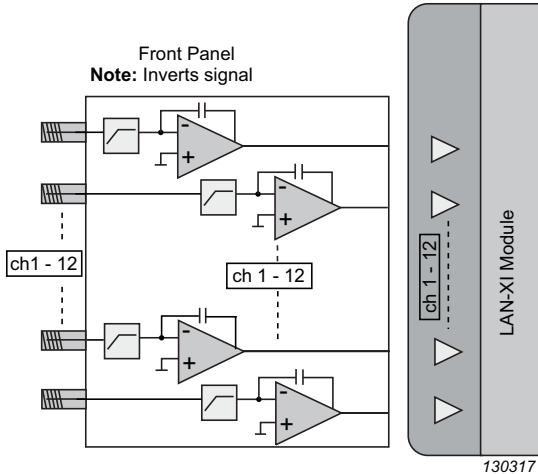 Front Panel
Note: Inverts signal
-
+
-
+
ch1 - 12
ch 1 - 12
ch 1 - 12
LAN-XI Module
-
+
-
+
130317